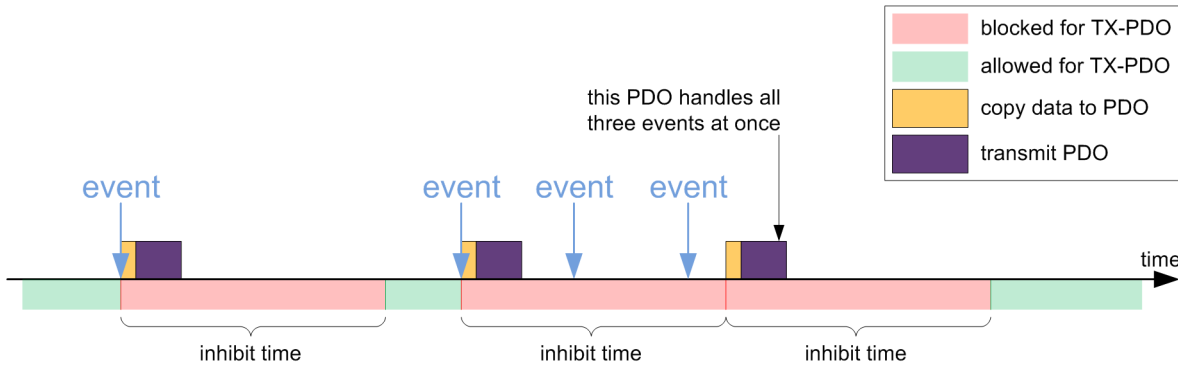 blocked for TX-PDO
allowed for TX-PDO
copy data to PDO
transmit PDO
this PDO handles all
three events at once
event
event
event
event
time
inhibit time
inhibit time
inhibit time